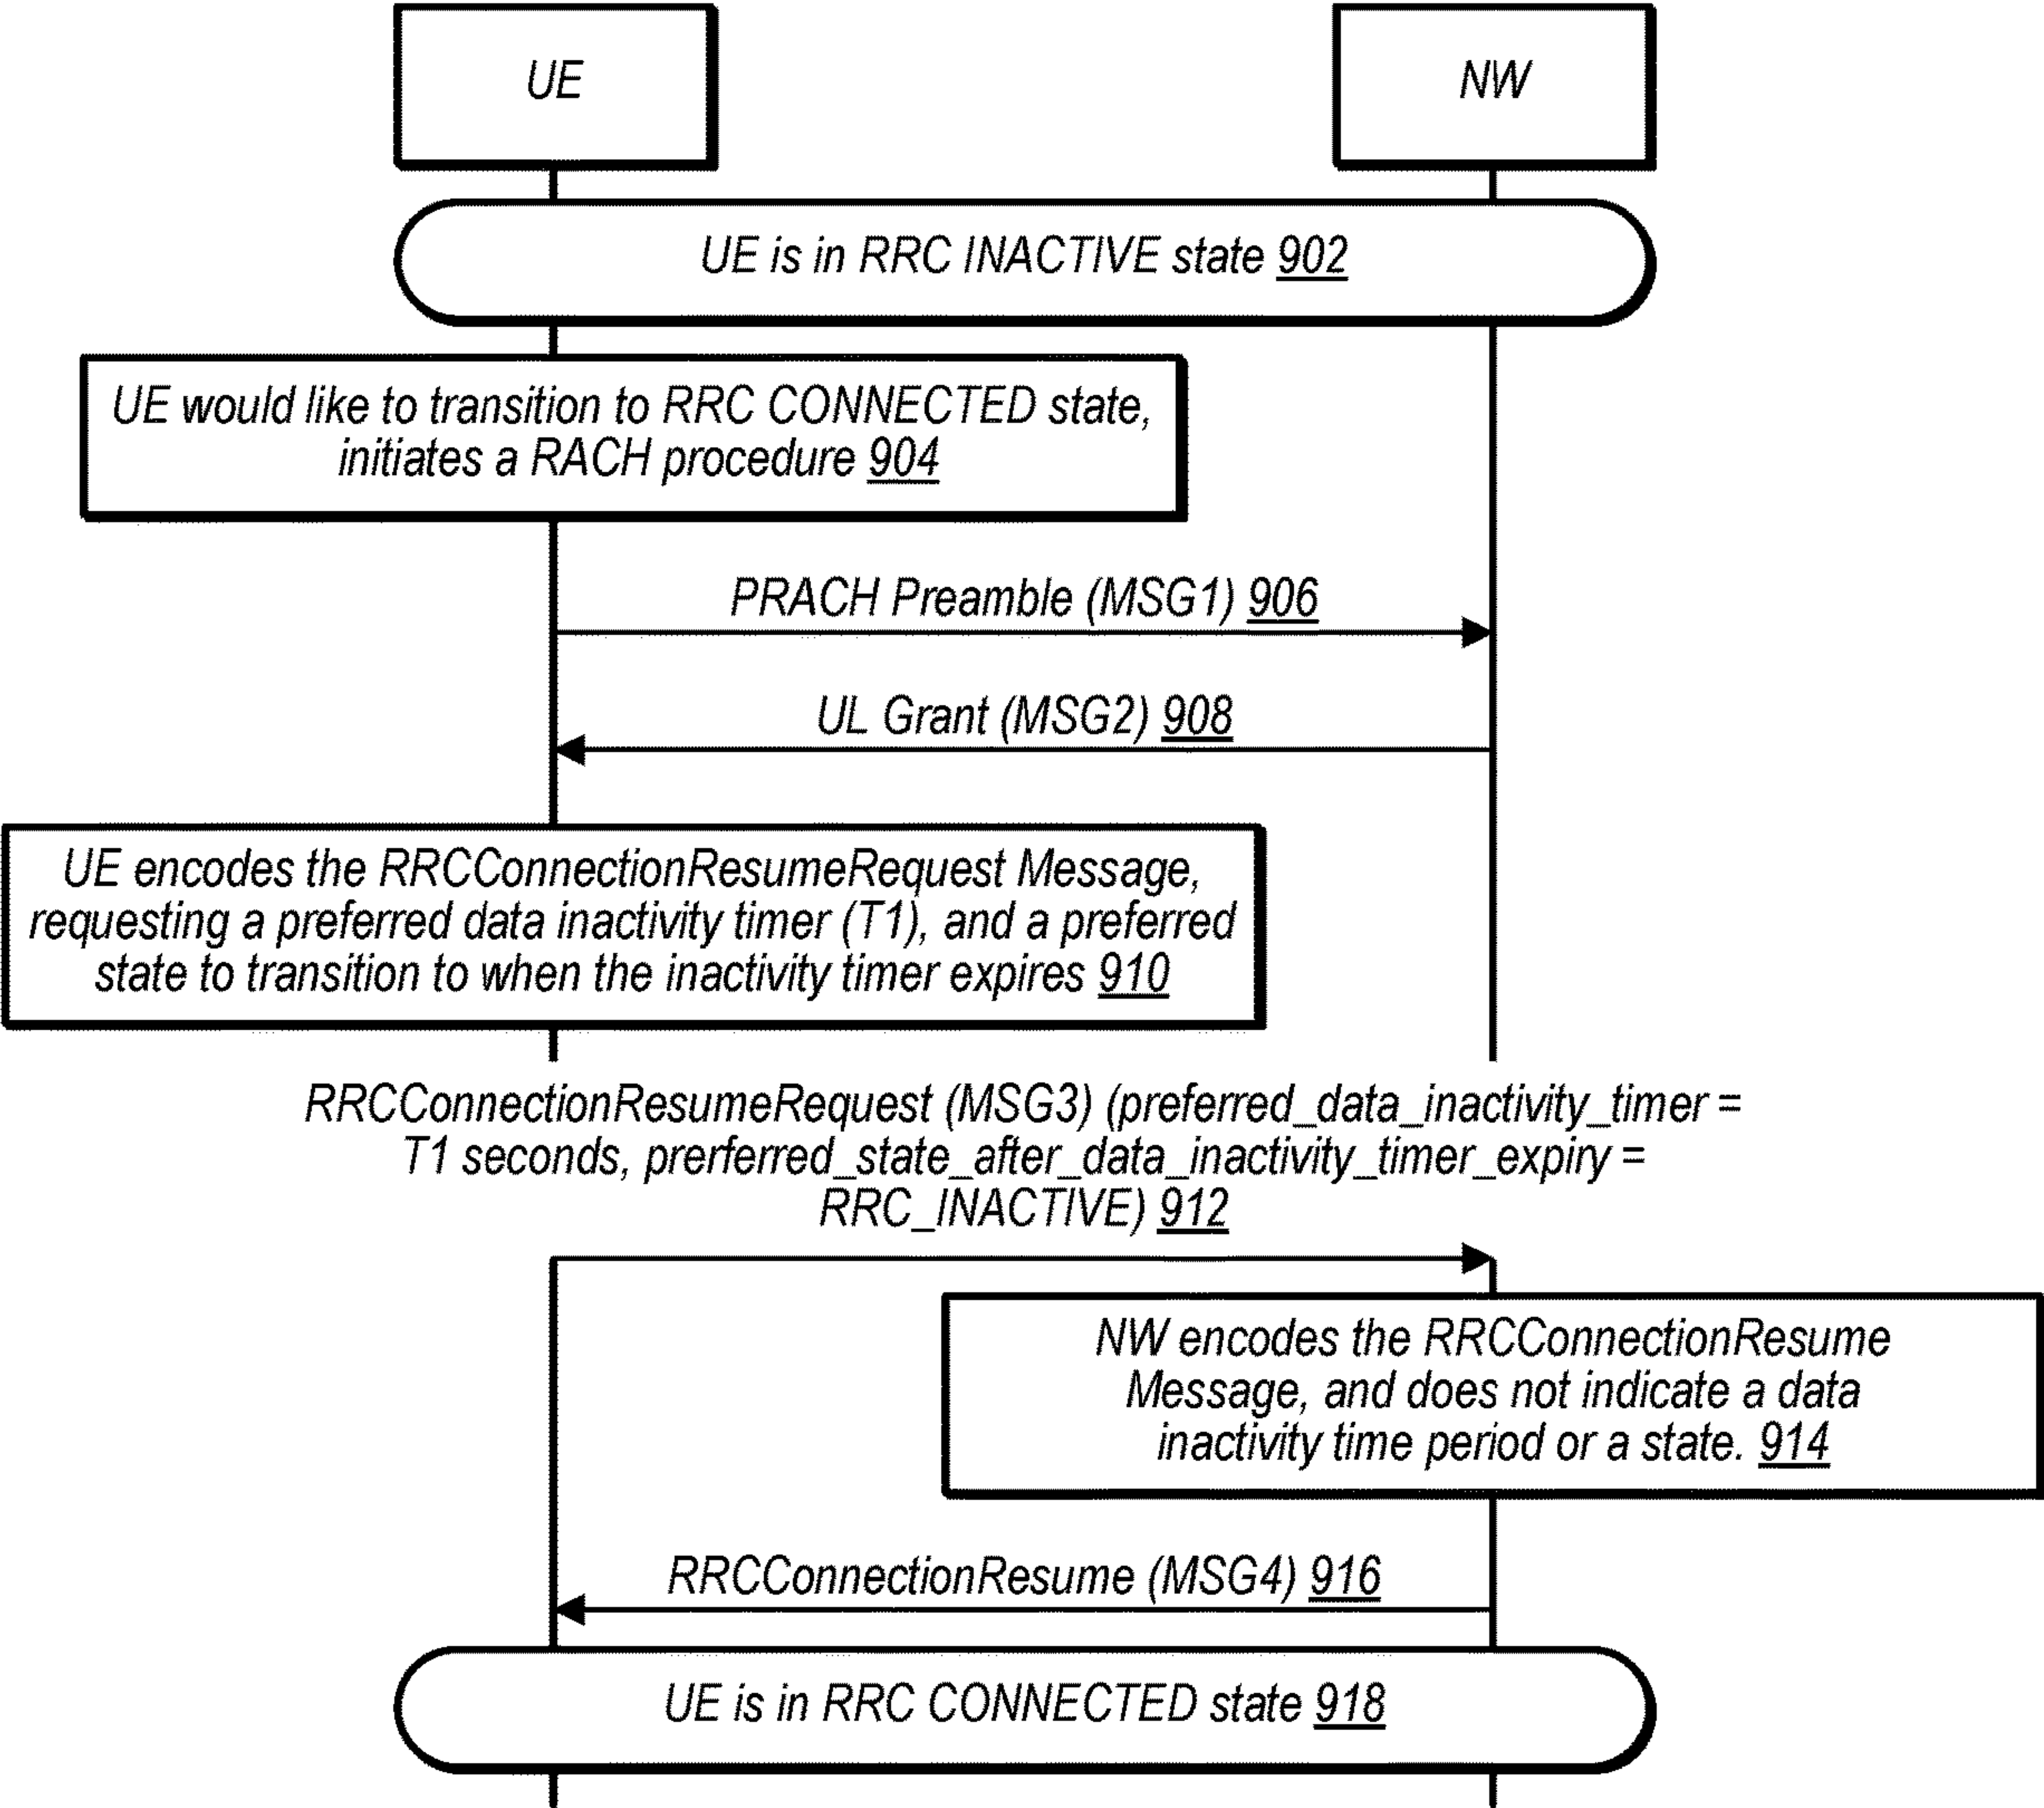 UE
NW
UE is in RRC INACTIVE state 902
UE would like to transition to RRC CONNECTED state,
initiates a RACH procedure 904
PRACH Preamble (MSG1) 906
UL Grant (MSG2) 908
UE encodes the RRCConnectionResumeRequest Message,
requesting a preferred data inactivity timer (T1), and a preferred
state to transition to when the inactivity timer expires 910
RRCConnectionResumeRequest (MSG3) (preferred_data_inactivity_timer =
T1 seconds, prerferred_state_after_data_inactivity_timer_expiry =
RRC_INACTIVE) 912
NW encodes the RRCConnectionResume
Message, and does not indicate a data
inactivity time period or a state. 914
RRCConnectionResume (MSG4) 916
UE is in RRC CONNECTED state 918